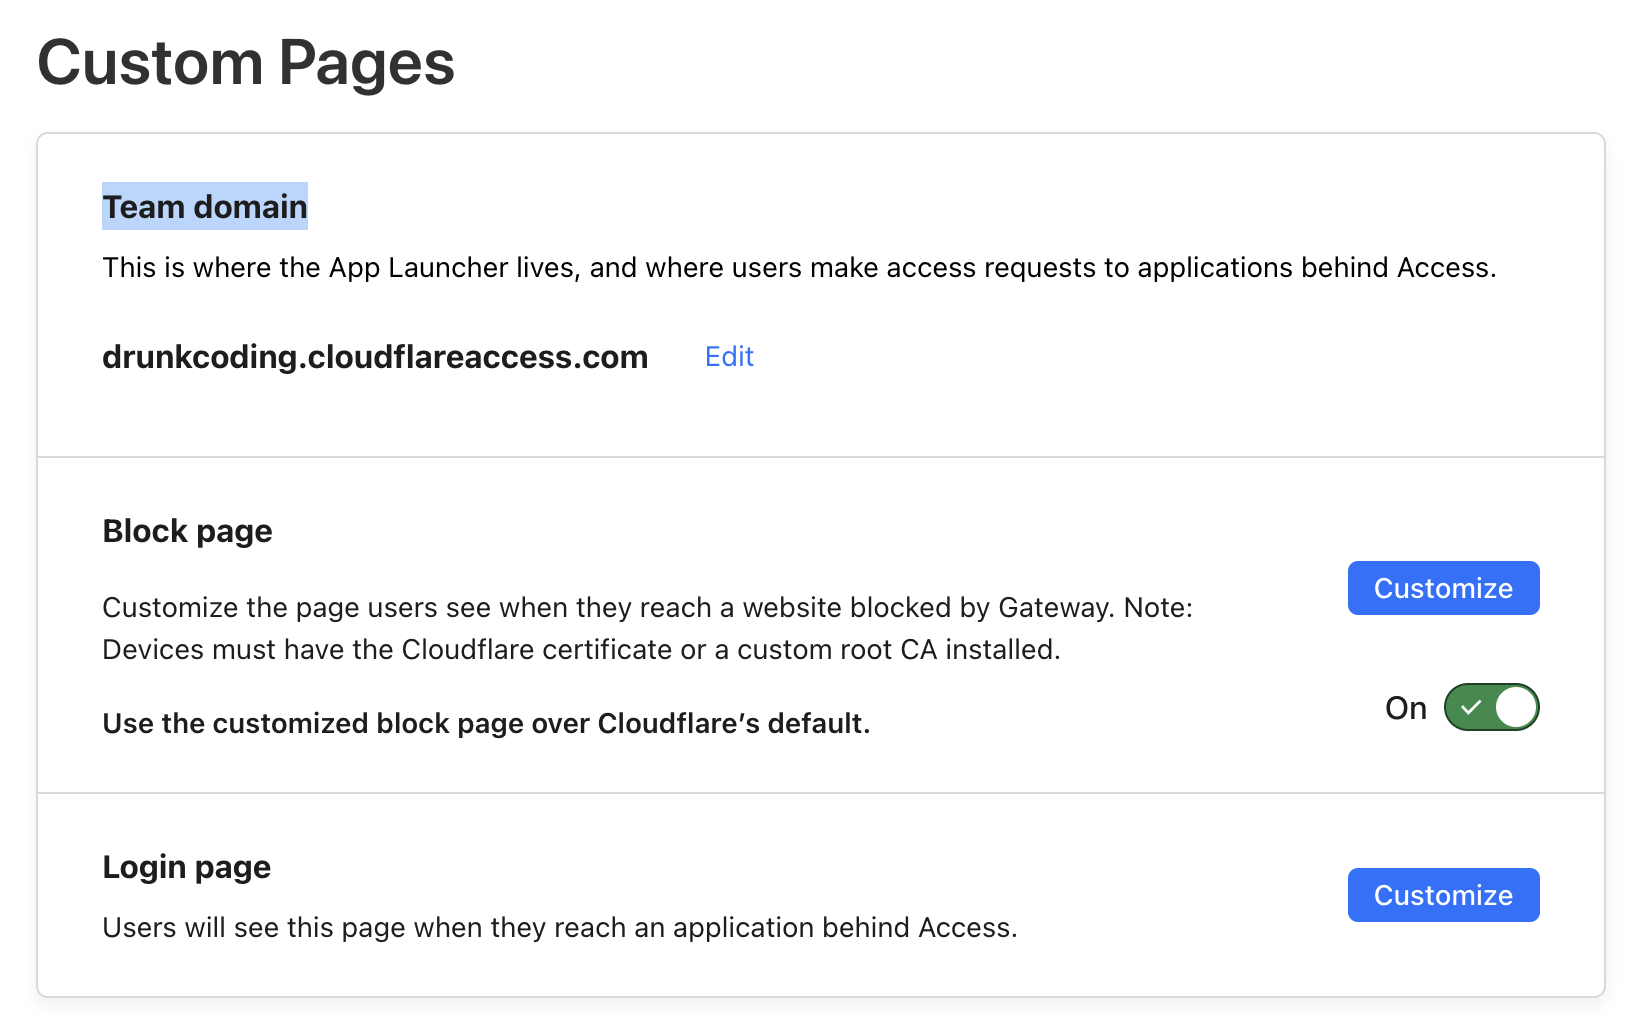 Custom Pages
Team domain
This is where the App Launcher lives, and where users make access requests to applications behind Access.
drunkcoding.cloudflareaccess.com Edit
Block page
Customize
Customize the page users see when they reach a website blocked by Gateway. Note:
Devices must have the Cloudflare certificate or a custom root CA installed.
On
Use the customized block page over Cloudflare’s default.
Login page
Customize
Users will see this page when they reach an application behind Access.